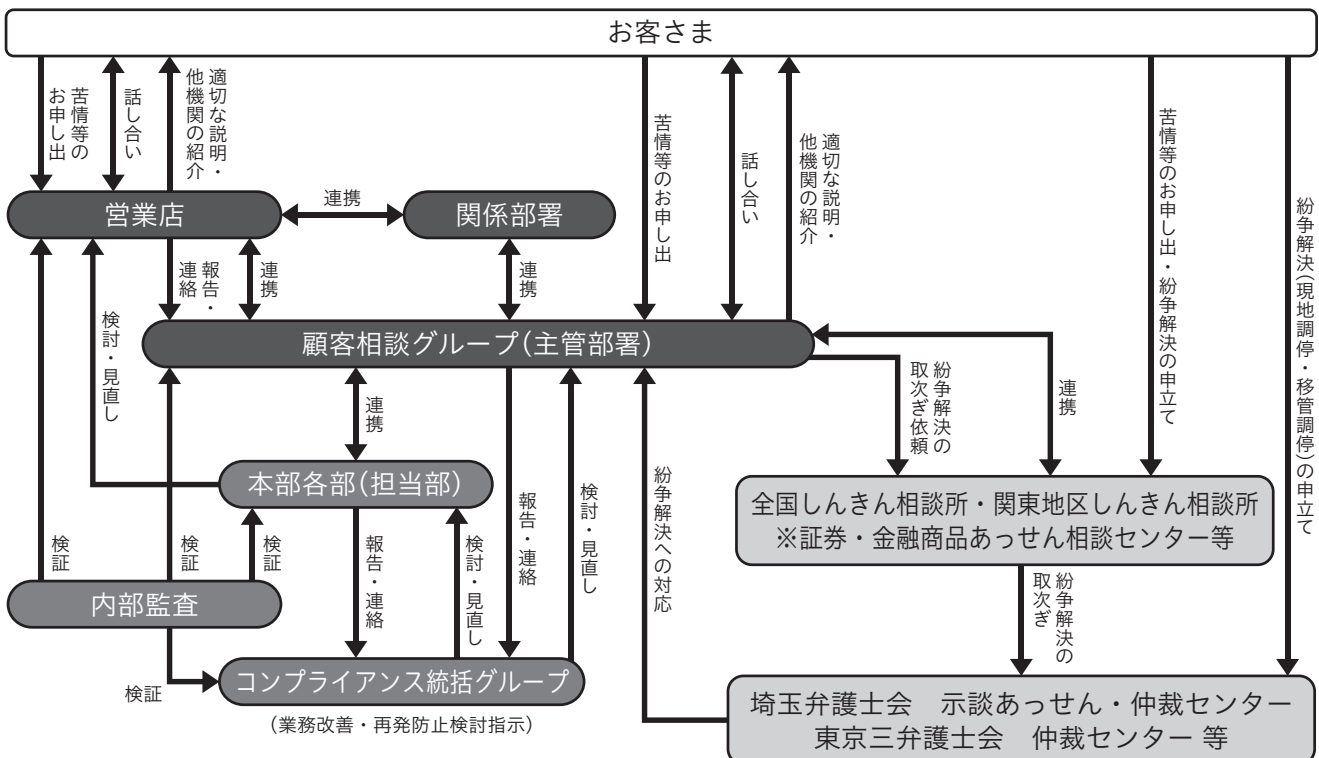 お客さま
苦情等の
お申し出
話し合い
適切な説明・
他機関の紹介
苦情等のお申し出
話し合い
適切な説明・
他機関の紹介
苦情等のお申し出・紛争解決の申立て
紛争解決(現地調停・移管調停)の申立て
営業店
連携
関係部署
報告・
連絡
連携
連携
検討・見直し
顧客相談グループ(主管部署)
紛争解決の
取次ぎ依頼
連携
連携
本部各部(担当部)
検証
検証
検証
報告・連絡
検討・見直し
報告・連絡
検討・見直し
紛争解決への対応
全国しんきん相談所・関東地区しんきん相談所
※証券・金融商品あっせん相談センター等
内部監査
紛争解決の
取次ぎ
検証
コンプライアンス統括グループ
(業務改善・再発防止検討指示)
埼玉弁護士会 示談あっせん・仲裁センター
東京三弁護士会 仲裁センター 等